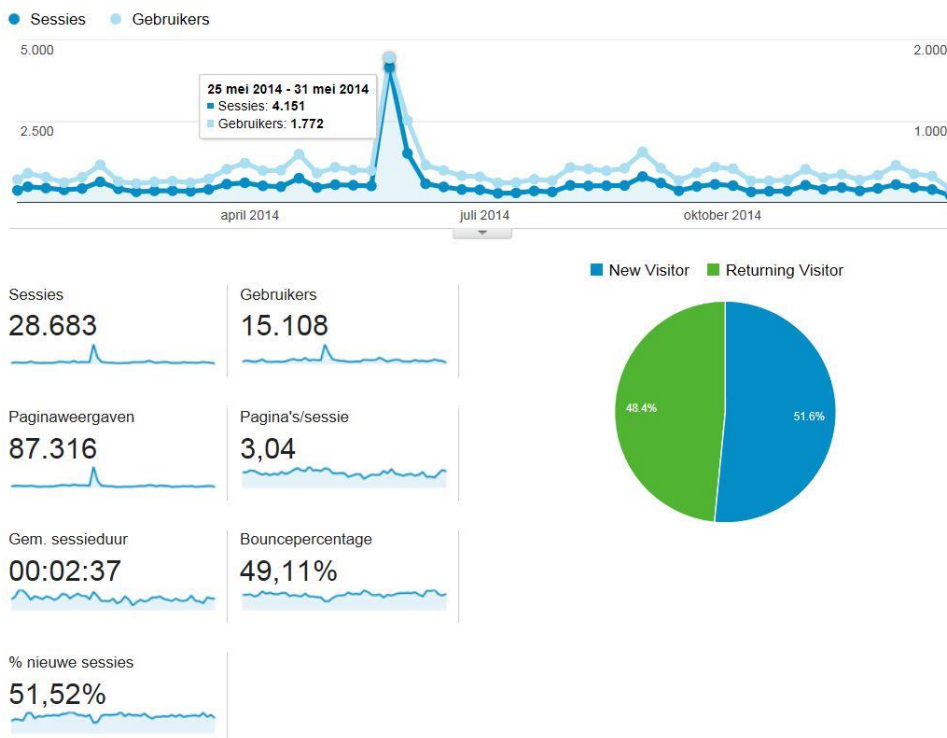 Sessies Gebruikers
5.000 2.000
25 mei 2014 - 31 mei 2014
Sessies: 4.151
Gebruikers: 1.772
2.500 1.000
april 2014 juli 2014 oktober 2014
New Visitor Returning Visitor
Sessies Gebruikers
28.683 15.108
48.4% 51.6%
Paginaweergaven Pagina's/sessie
87.316 3,04
Gem. sessieduur Bouncepercentage
00:02:37 49,11%
% nieuwe sessies
51,52%